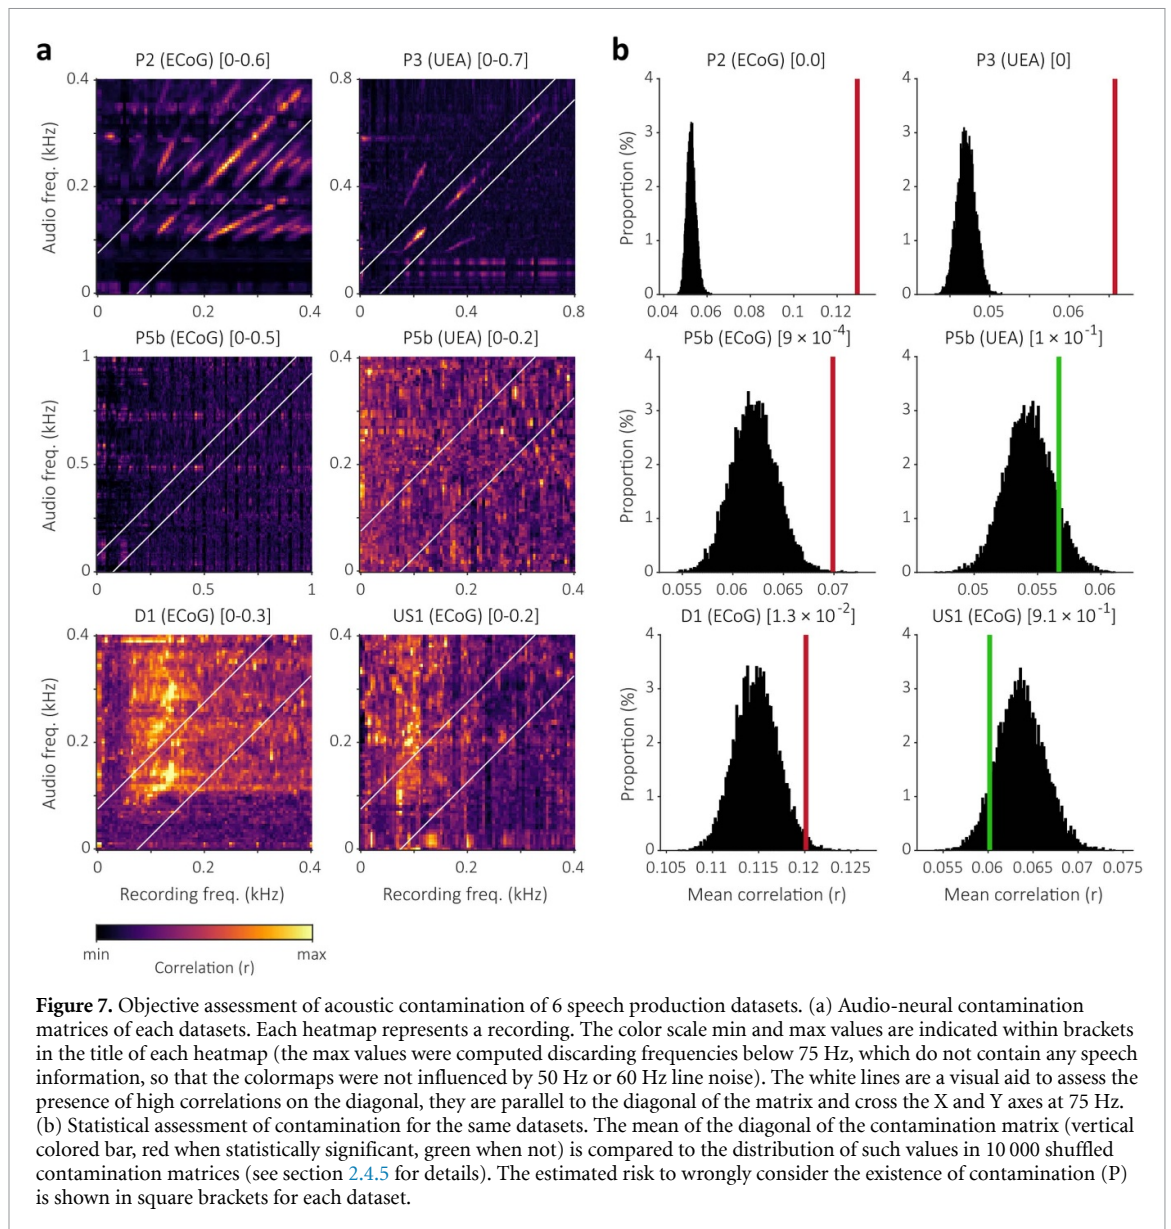 a
b
P2 (ECoG) [0-0.6]
P3 (UEA) [0-0.7]
P2 (ECoG) [0.0]
P3 (UEA) [0]
Audio freq. (kHz)
0.4
0.2
0
0
0.2
0.4
0.8
0.4
0
0
0.4
0.8
Proportion (%)
4
3
2
1
0
0.04
0.06
0.08
0.1
0.12
4
3
2
1
0
0.05
0.06
P5b (ECoG) [0-0.5]
P5b (UEA) [0-0.2]
P5b (ECoG) [9 × 10⁻⁴]
P5b (UEA) [1 × 10⁻¹]
Audio freq. (kHz)
1
0.5
0
0
0.5
1
0.4
0.2
0
0
0.2
0.4
Proportion (%)
4
3
2
1
0
0.055
0.06
0.065
0.07
4
3
2
1
0
0.05
0.055
0.06
D1 (ECoG) [0-0.3]
US1 (ECoG) [0-0.2]
D1 (ECoG) [1.3 × 10⁻²]
US1 (ECoG) [9.1 × 10⁻¹]
Audio freq. (kHz)
0.4
0.2
0
0
0.2
0.4
0.4
0.2
0
0
0.2
0.4
Proportion (%)
4
3
2
1
0
0.105
0.11
0.115
0.12
0.125
4
3
2
1
0
0.055
0.06
0.065
0.07
0.075
Recording freq. (kHz)
Recording freq. (kHz)
Mean correlation (r)
Mean correlation (r)
min
max
Correlation (r)
Figure 7. Objective assessment of acoustic contamination of 6 speech production datasets. (a) Audio-neural contamination
matrices of each datasets. Each heatmap represents a recording. The color scale min and max values are indicated within brackets
in the title of each heatmap (the max values were computed discarding frequencies below 75 Hz, which do not contain any speech
information, so that the colormaps were not influenced by 50 Hz or 60 Hz line noise). The white lines are a visual aid to assess the
presence of high correlations on the diagonal, they are parallel to the diagonal of the matrix and cross the X and Y axes at 75 Hz.
(b) Statistical assessment of contamination for the same datasets. The mean of the diagonal of the contamination matrix (vertical
colored bar, red when statistically significant, green when not) is compared to the distribution of such values in 10 000 shuffled
contamination matrices (see section 2.4.5 for details). The estimated risk to wrongly consider the existence of contamination (P)
is shown in square brackets for each dataset.